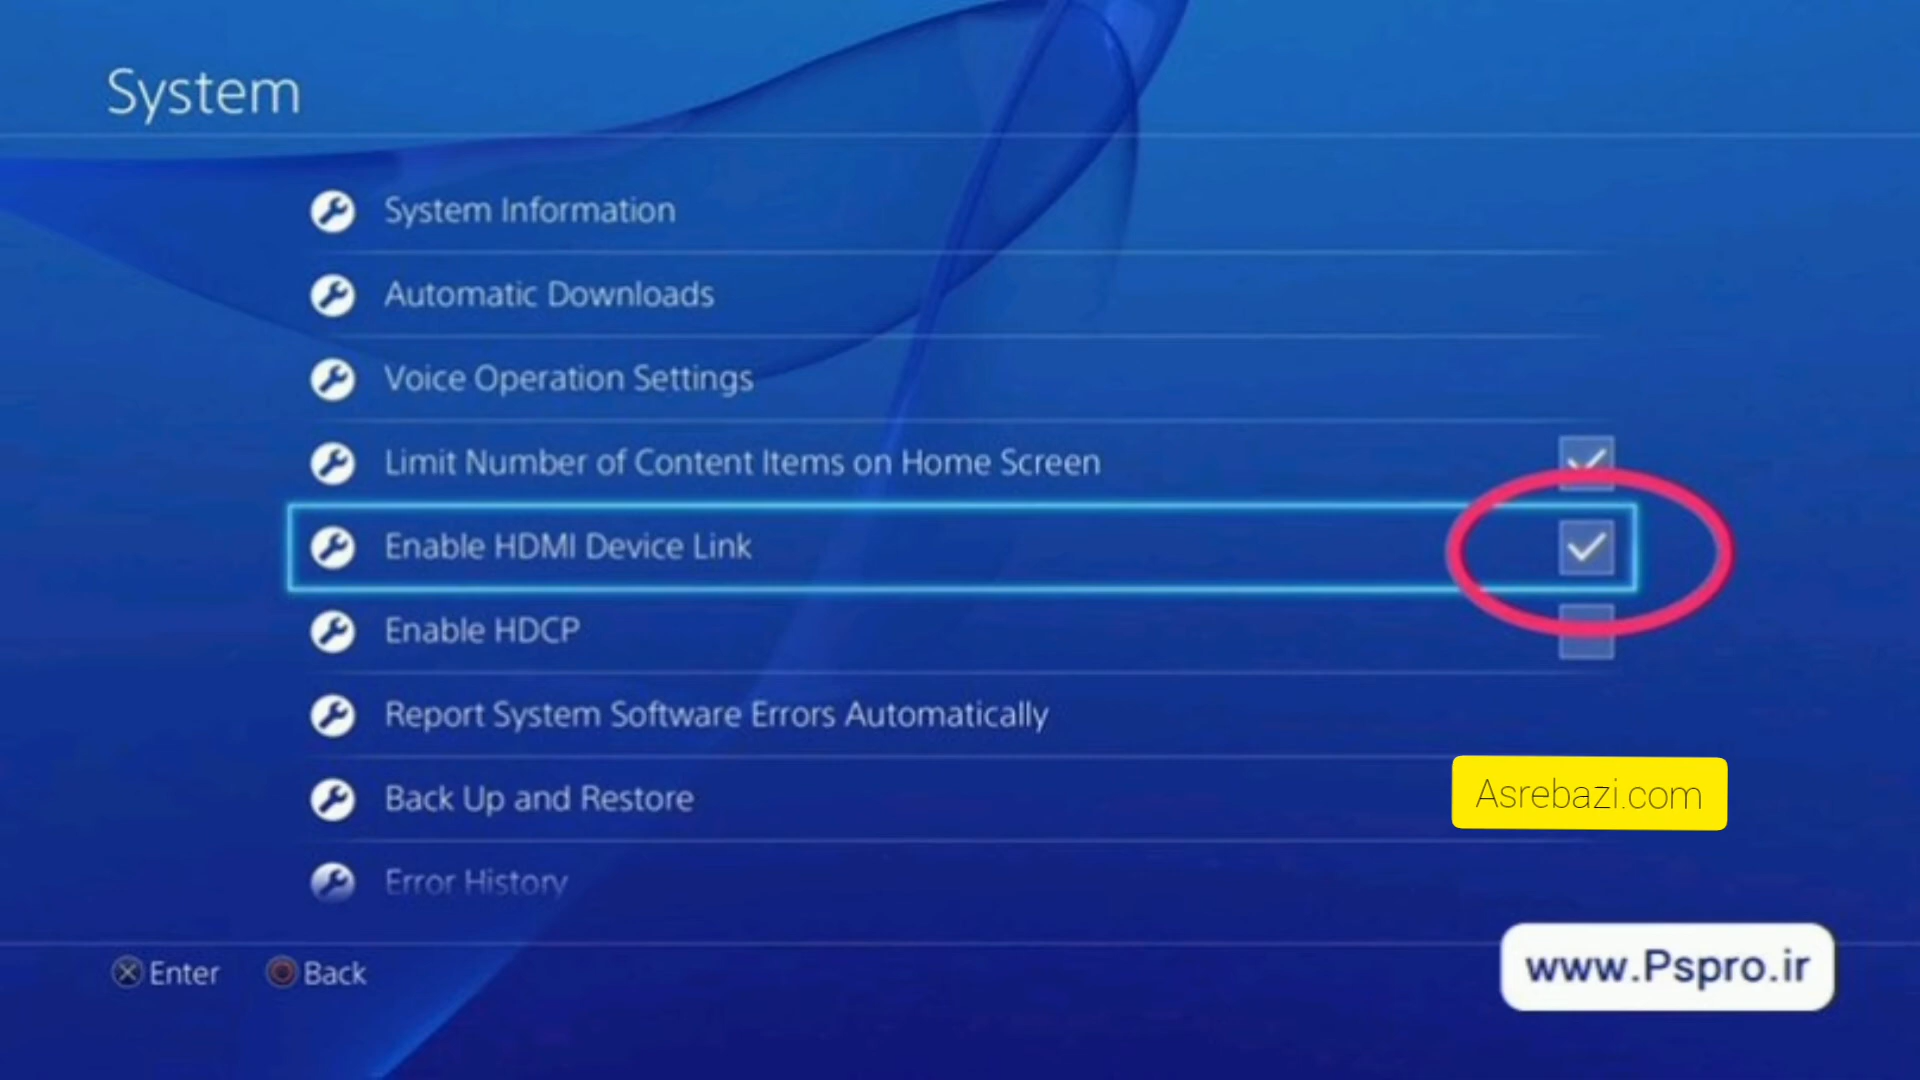 System
System Information
Automatic Downloads
Voice Operation Settings
Limit Number of Content Items on Home Screen
Enable HDMI Device Link
Enable HDCP
Report System Software Errors Automatically
Back Up and Restore
Asrebazi.com
Error History
Enter Back
www.Pspro.ir